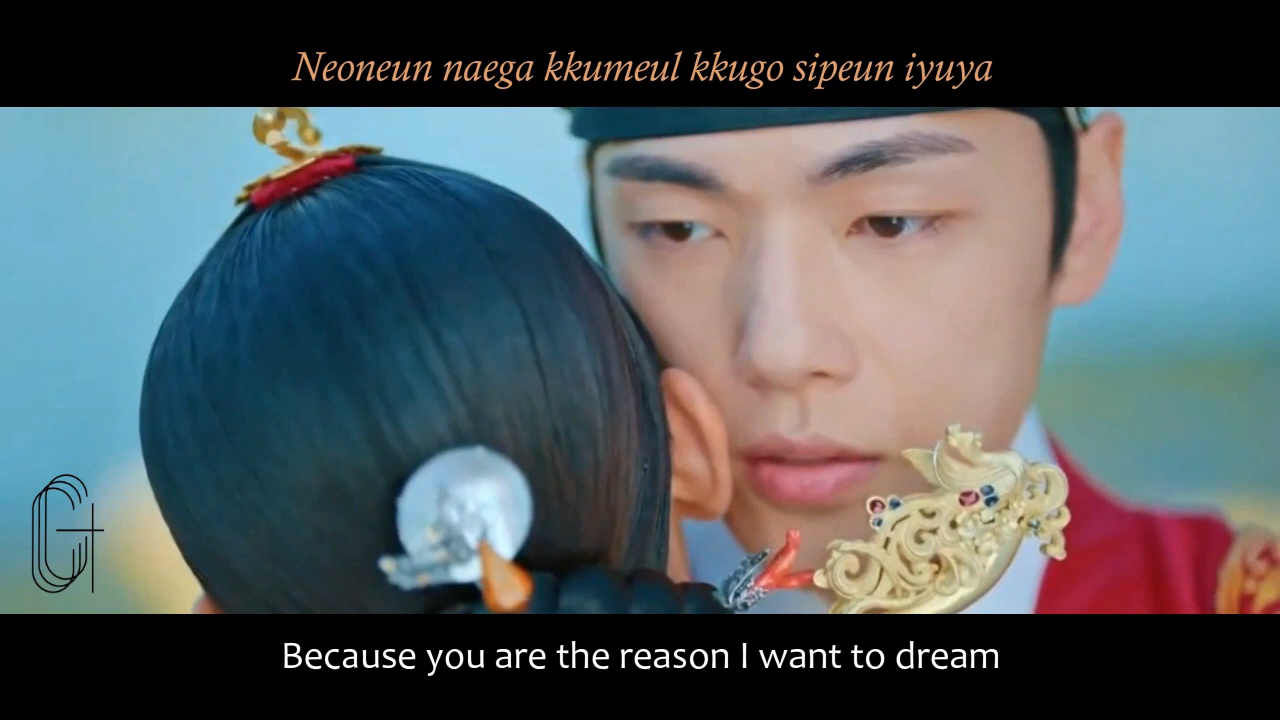 Neoneun naega kkumeul kkugo sipeun iyuya
Because you are the reason I want to dream